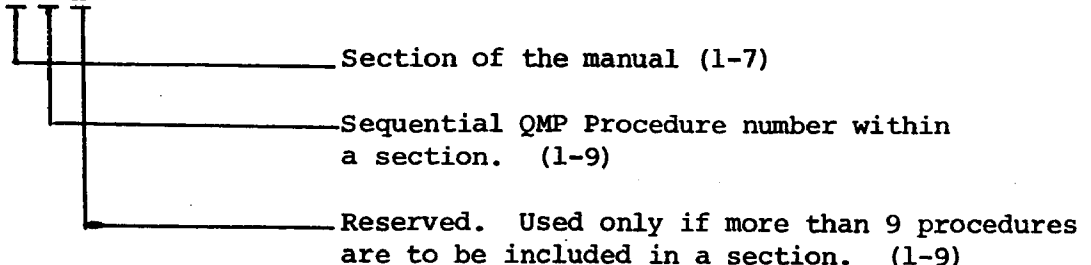 Section of the manual (1-7)
Sequential QMP Procedure number within
a section. (1-9)
Reserved. Used only if more than 9 procedures
are to be included in a section. (1-9)